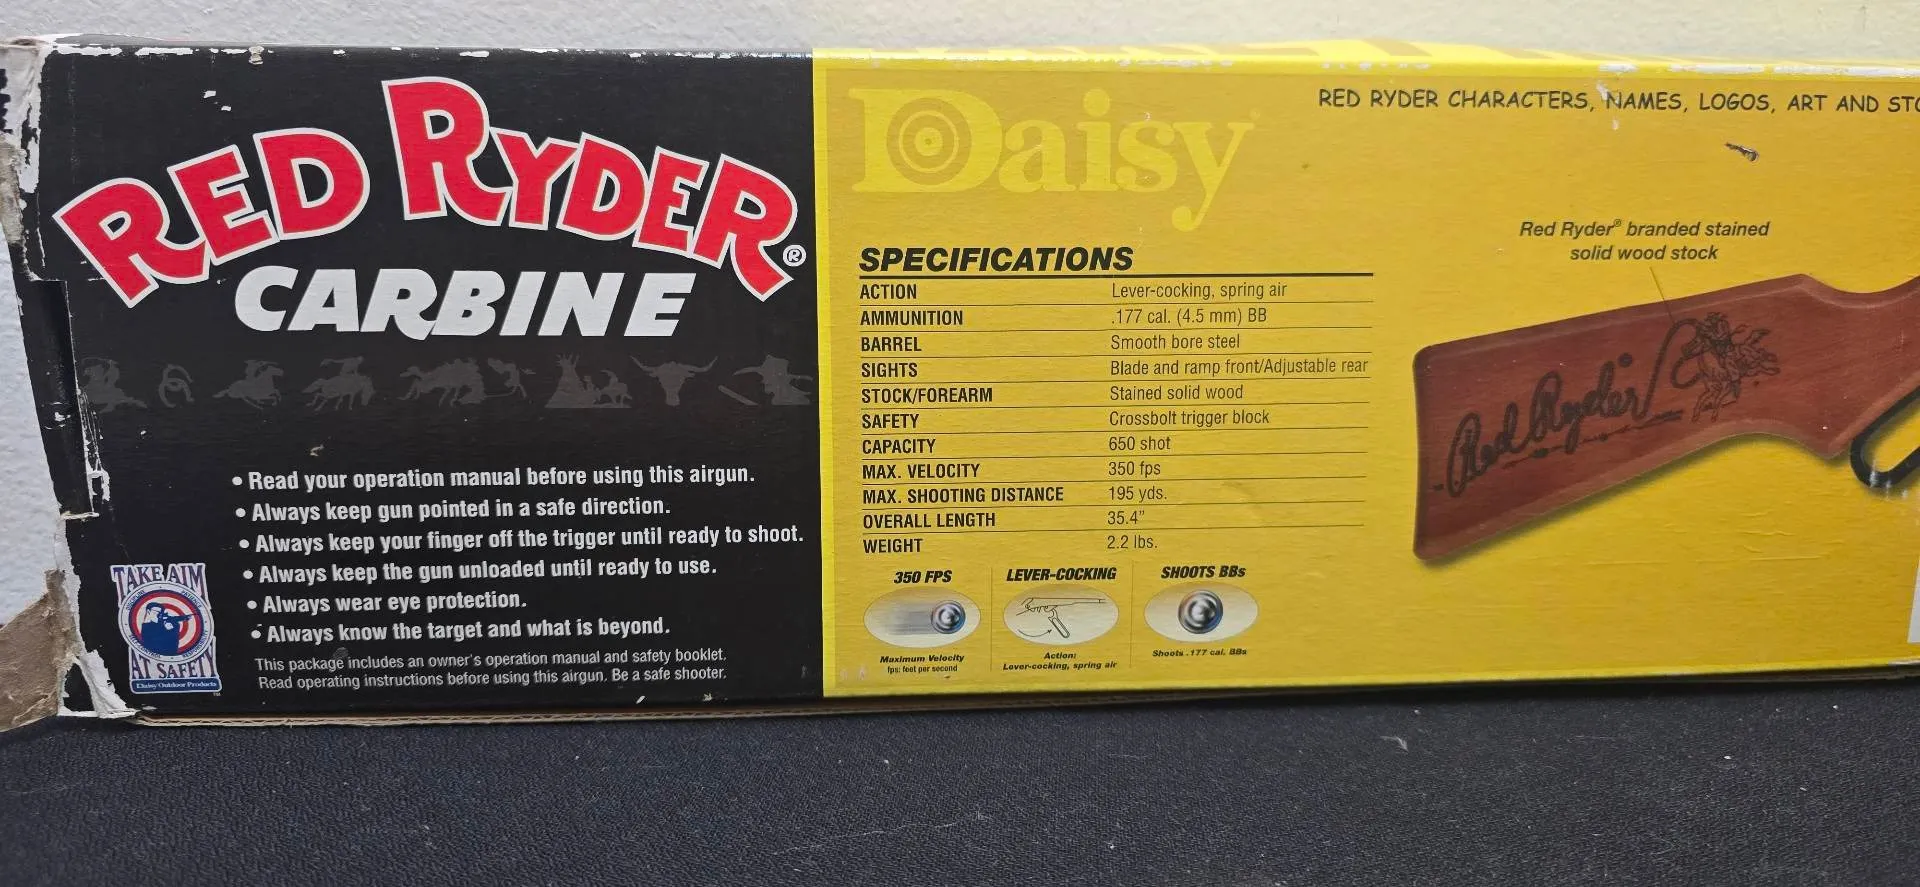 RED RYDER®
CARBINE
• Read your operation manual before using this airgun.
• Always keep gun pointed in a safe direction.
• Always keep your finger off the trigger until ready to shoot.
• Always keep the gun unloaded until ready to use.
• Always wear eye protection.
• Always know the target and what is beyond.
This package includes an owner's operation manual and safety booklet.
Read operating instructions before using this airgun. Be a safe shooter.
TAKE AIM
AT SAFETY
Daisy Outdoor Products
Daisy
SPECIFICATIONS
ACTION Lever-cocking, spring air
AMMUNITION .177 cal. (4.5 mm) BB
BARREL Smooth bore steel
SIGHTS Blade and ramp front/Adjustable rear
STOCK/FOREARM Stained solid wood
SAFETY Crossbolt trigger block
CAPACITY 650 shot
MAX. VELOCITY 350 fps
MAX. SHOOTING DISTANCE 195 yds.
OVERALL LENGTH 35.4”
WEIGHT 2.2 lbs.
350 FPS
Maximum Velocity
fps: feet per second
LEVER-COCKING
Action:
Lever-cocking, spring air
SHOOTS BBs
Shoots .177 cal. BBs
RED RYDER CHARACTERS, NAMES, LOGOS, ART AND STO
Red Ryder® branded stained
solid wood stock
Red Ryder